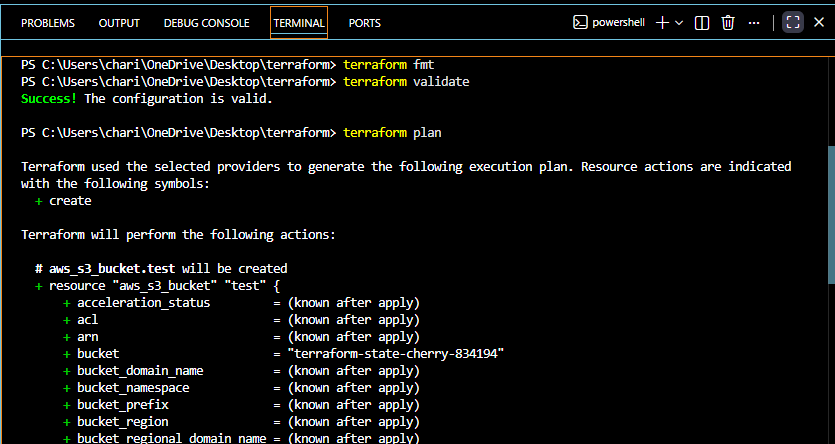 PROBLEMS OUTPUT DEBUG CONSOLE TERMINAL PORTS powershell
PS C:\Users\chari\OneDrive\Desktop\terraform> terraform fmt
PS C:\Users\chari\OneDrive\Desktop\terraform> terraform validate
Success! The configuration is valid.
PS C:\Users\chari\OneDrive\Desktop\terraform> terraform plan
Terraform used the selected providers to generate the following execution plan. Resource actions are indicated
with the following symbols:
+ create
Terraform will perform the following actions:
# aws_s3_bucket.test will be created
+ resource "aws_s3_bucket" "test" {
+ acceleration_status = (known after apply)
+ acl = (known after apply)
+ arn = (known after apply)
+ bucket = "terraform-state-cherry-834194"
+ bucket_domain_name = (known after apply)
+ bucket_namespace = (known after apply)
+ bucket_prefix = (known after apply)
+ bucket_region = (known after apply)
+ bucket_regional_domain_name = (known after apply)